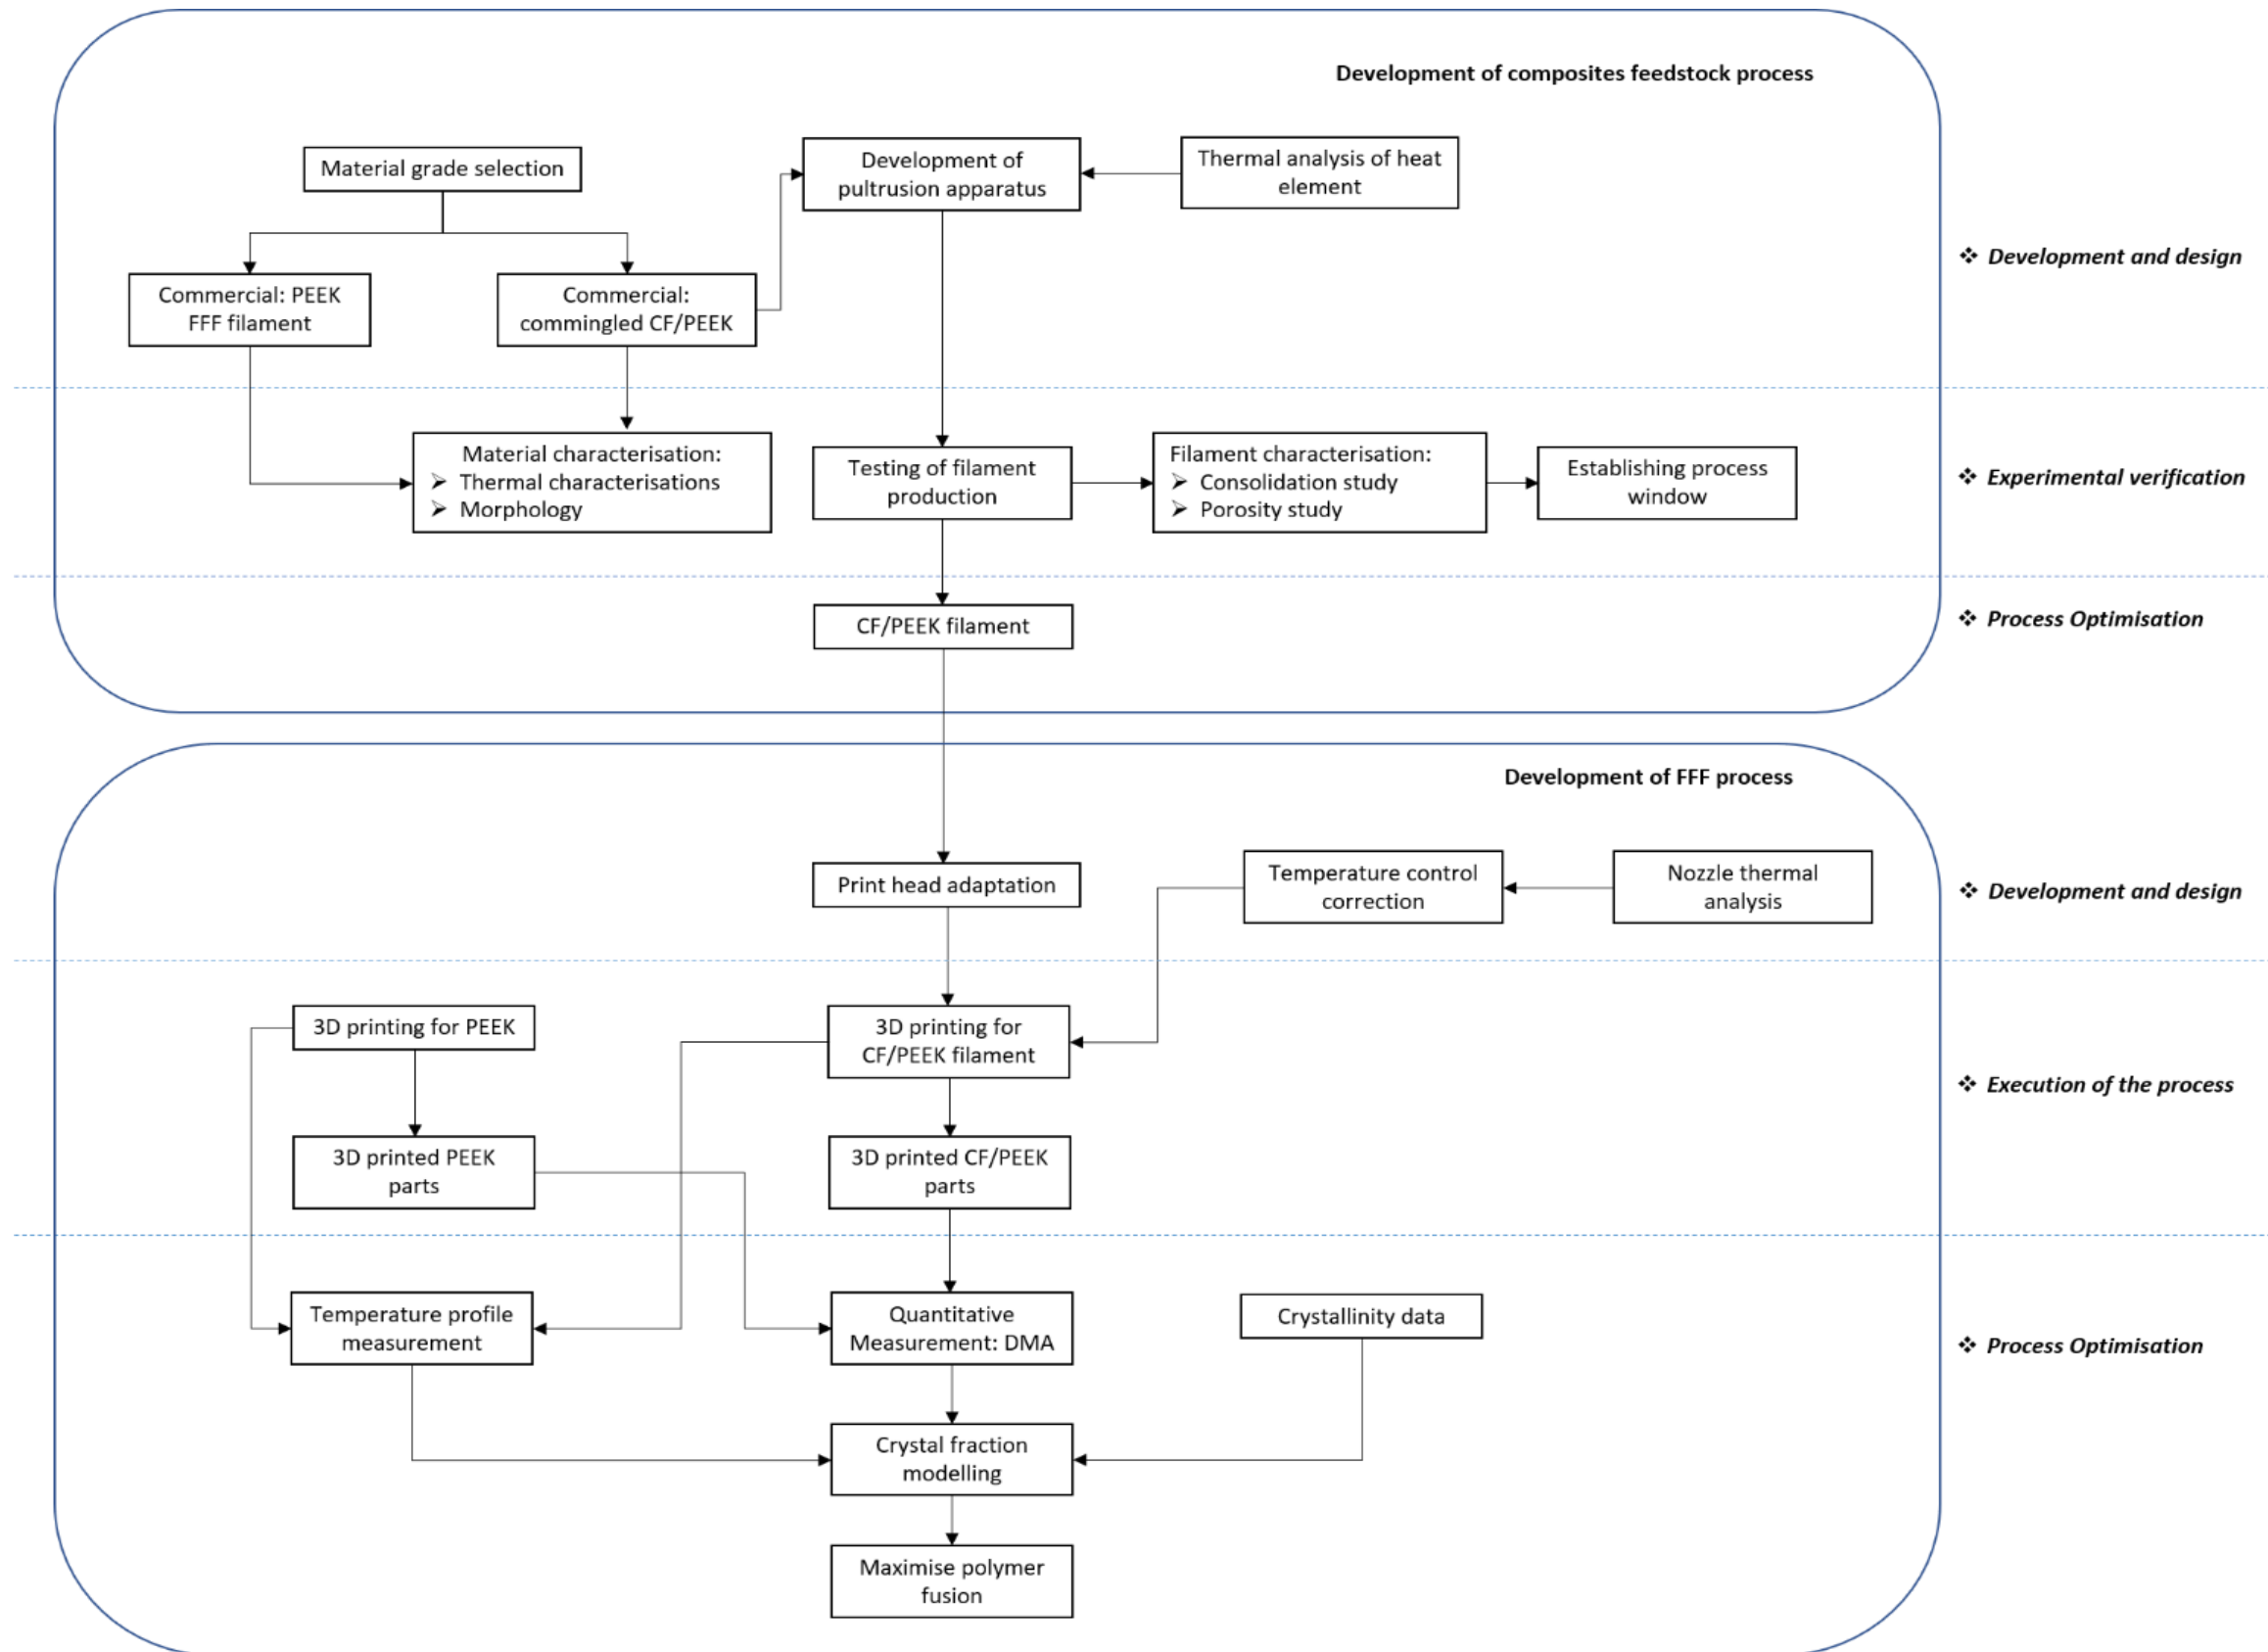 Development of composites feedstock process
Material grade selection
Development of
pultrusion apparatus
Thermal analysis of heat
element
❖ Development and design
Commercial: PEEK
FFF filament
Commercial:
commingled CF/PEEK
Material characterisation:
➢ Thermal characterisations
➢ Morphology
Testing of filament
production
Filament characterisation:
➢ Consolidation study
➢ Porosity study
Establishing process
window
❖ Experimental verification
CF/PEEK filament
❖ Process Optimisation
Development of FFF process
Print head adaptation
Temperature control
correction
Nozzle thermal
analysis
❖ Development and design
3D printing for PEEK
3D printing for
CF/PEEK filament
❖ Execution of the process
3D printed PEEK
parts
3D printed CF/PEEK
parts
Temperature profile
measurement
Quantitative
Measurement: DMA
Crystallinity data
❖ Process Optimisation
Crystal fraction
modelling
Maximise polymer
fusion